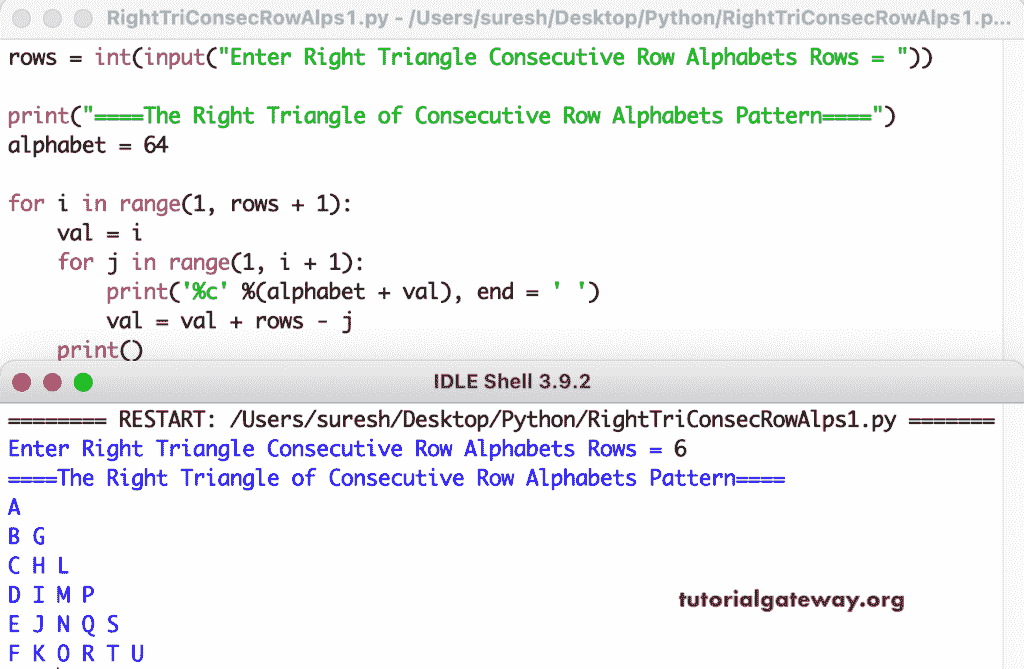 RightTriConsecRowAlps1.py - /Users/suresh/Desktop/Python/RightTriConsecRowAlps1.p...
rows = int(input("Enter Right Triangle Consecutive Row Alphabets Rows = "))
print("====The Right Triangle of Consecutive Row Alphabets Pattern====")
alphabet = 64
for i in range(1, rows + 1):
    val = i
    for j in range(1, i + 1):
        print('%c' %(alphabet + val), end = ' ')
        val = val + rows - j
    print()
IDLE Shell 3.9.2
======== RESTART: /Users/suresh/Desktop/Python/RightTriConsecRowAlps1.py =======
Enter Right Triangle Consecutive Row Alphabets Rows = 6
====The Right Triangle of Consecutive Row Alphabets Pattern====
A
B G
C H L
D I M P
E J N Q S
F K O R T U
tutorialgateway.org